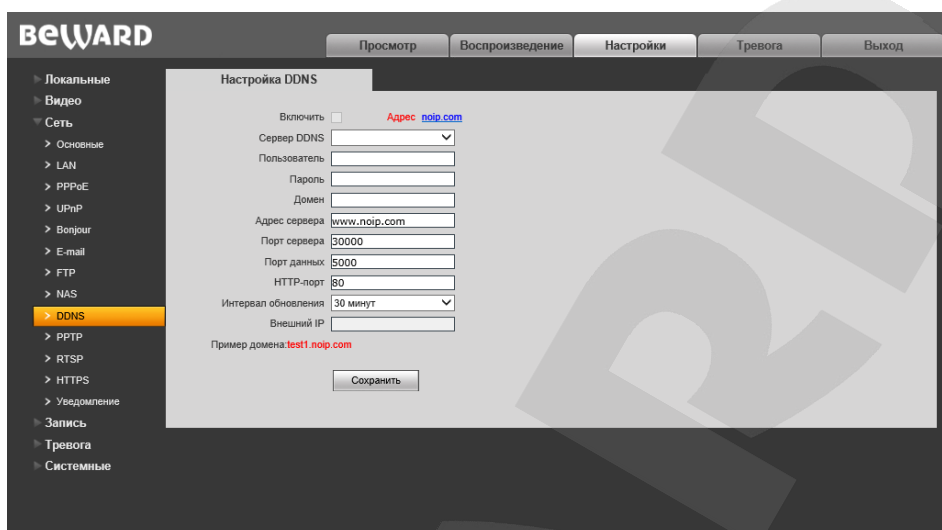 BEWARD
Просмотр Воспроизведение Настройки Тревога Выход
Локальные
Видео
Сеть
Основные
LAN
PPPoE
UPnP
Bonjour
E-mail
FTP
NAS
DDNS
PPTP
RTSP
HTTPS
Уведомление
Запись
Тревога
Системные
Настройка DDNS
Включить Адрес noip.com
Сервер DDNS
Пользователь
Пароль
Домен
Адрес сервера www.noip.com
Порт сервера 30000
Порт данных 5000
HTTP-порт 80
Интервал обновления 30 минут
Внешний IP
Пример домена:test1.noip.com
Сохранить